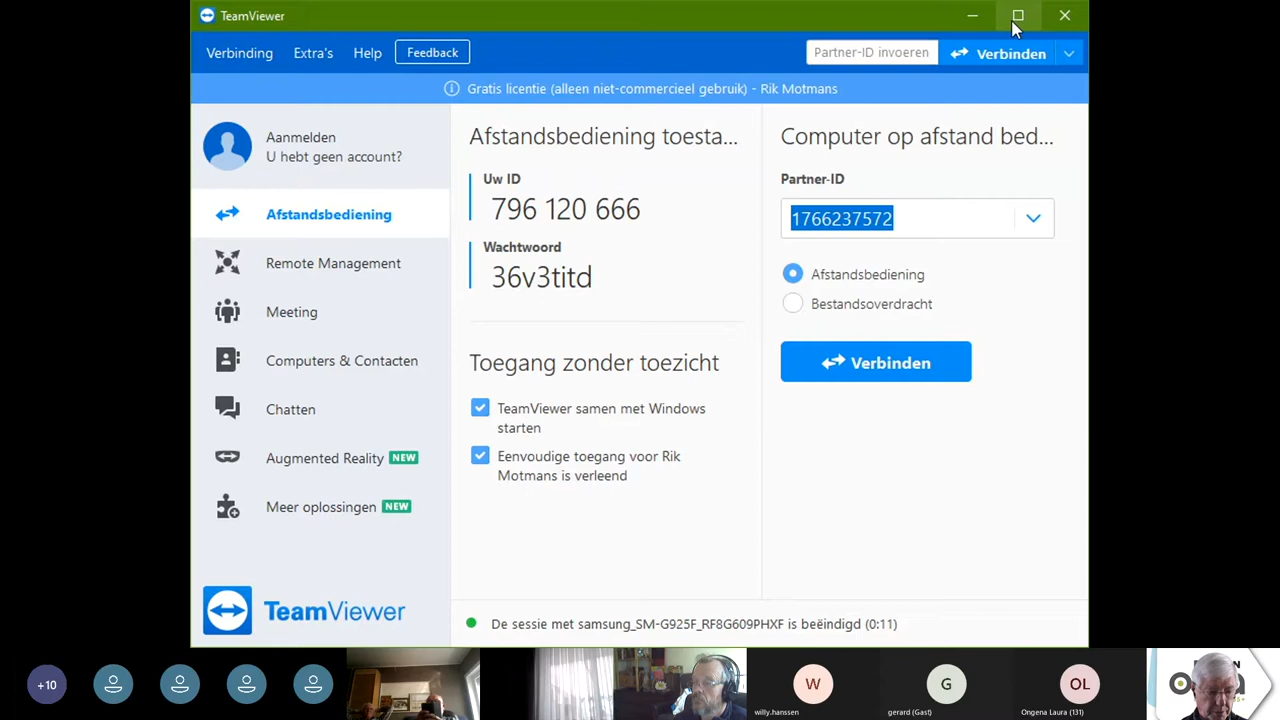 TeamViewer
Verbinding Extra's Help Feedback
Partner-ID invoeren Verbinden
Gratis licentie (alleen niet-commercieel gebruik) - Rik Motmans
Aanmelden
U hebt geen account?
Afstandsbediening
Remote Management
Meeting
Computers & Contacten
Chatten
Augmented Reality NEW
Meer oplossingen NEW
TeamViewer
Afstandsbediening toesta...
Uw ID
796 120 666
Wachtwoord
36v3titd
Toegang zonder toezicht
TeamViewer samen met Windows
starten
Eenvoudige toegang voor Rik
Motmans is verleend
Computer op afstand bed...
Partner-ID
1766237572
Afstandsbediening
Bestandsoverdracht
Verbinden
De sessie met samsung_SM-G925F_RF8G609PHXF is beëindigd (0:11)
+10
W
willy.hanssen
G
gerard (Gast)
OL
Ongena Laura (131)